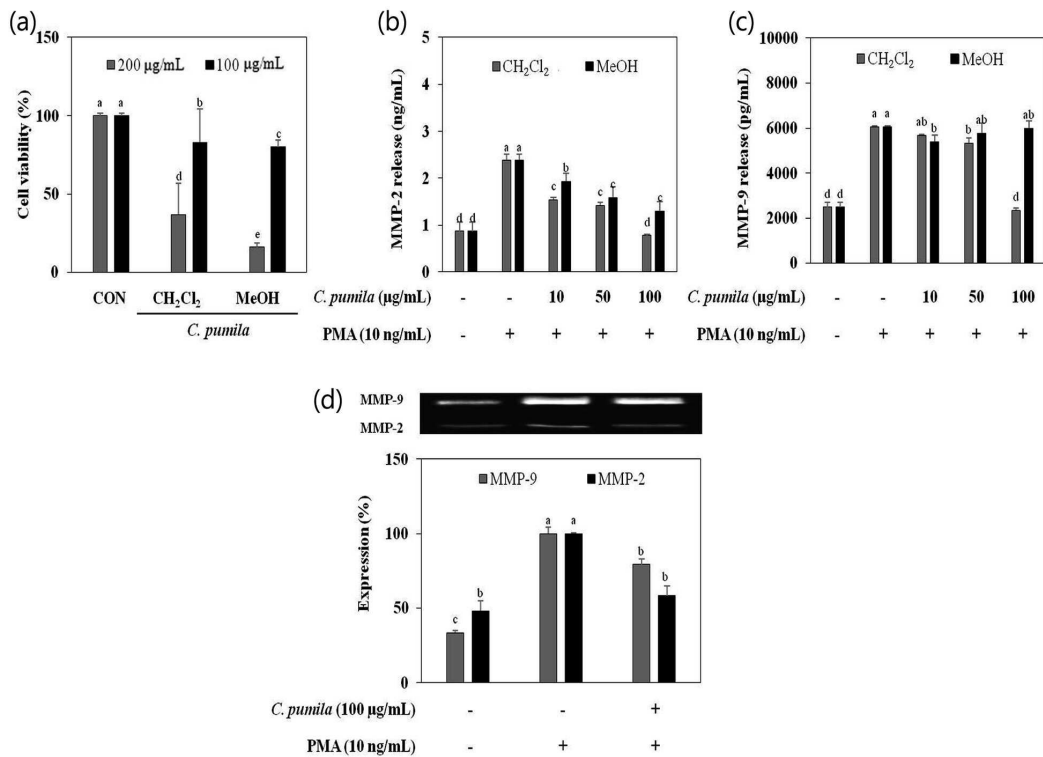 (a)
150
100
50
0
Cell viability (%)
200 µg/mL 100 µg/mL
a a b c d e
CON CH₂Cl₂ MeOH
C. pumila
(b)
5
4
3
2
1
0
MMP-2 release (ng/mL)
CH₂Cl₂ MeOH
d d a a c b c c d c
C. pumila (µg/mL) - - 10 50 100
PMA (10 ng/mL) - + + + +
(c)
10000
8000
6000
4000
2000
0
MMP-9 release (pg/mL)
CH₂Cl₂ MeOH
d d a a ab b b ab d ab
C. pumila (µg/mL) - - 10 50 100
PMA (10 ng/mL) - + + + +
(d)
MMP-9
MMP-2
150
100
50
0
Expression (%)
MMP-9 MMP-2
c b a a b b
C. pumila (100 µg/mL) - - +
PMA (10 ng/mL) - + +